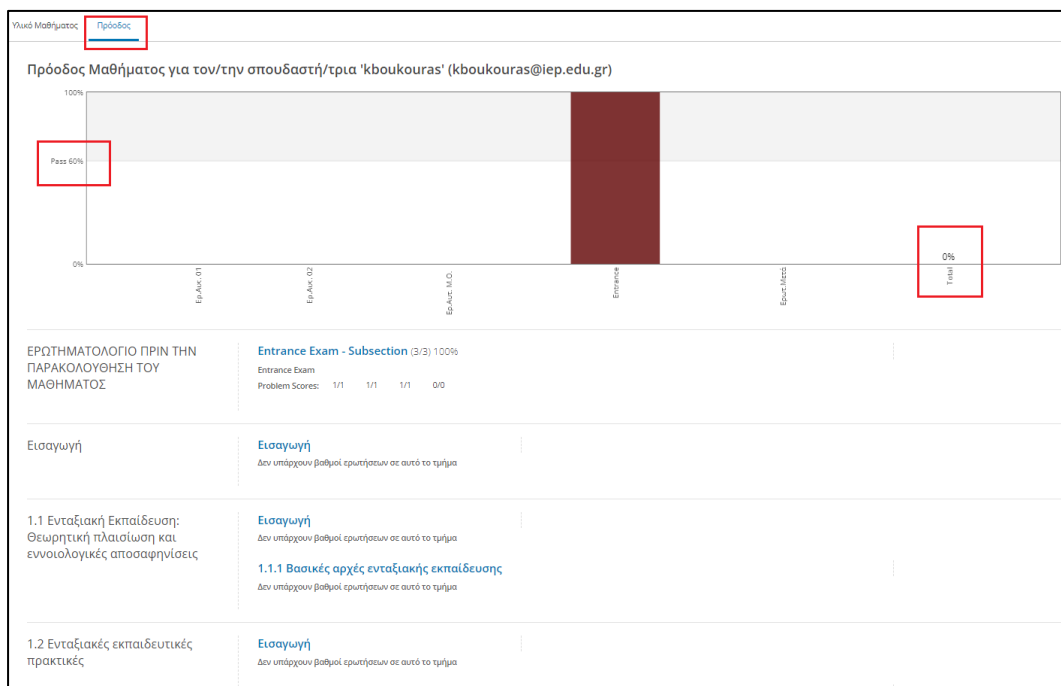 Υλικό Μαθήματος Πρόοδος
Πρόοδος Μαθήματος για τον/την σπουδαστή/τρια 'kboukouras' (kboukouras@iep.edu.gr)
100%
Pass 60%
0%
0%
Ερ.Αυκ. 01
Ερ.Αυκ. 02
Ερ.Αυτ. Μ.Ο.
Entrance
Ερωτ.Μετά
Total
ΕΡΩΤΗΜΑΤΟΛΟΓΙΟ ΠΡΙΝ ΤΗΝ
ΠΑΡΑΚΟΛΟΥΘΗΣΗ ΤΟΥ
ΜΑΘΗΜΑΤΟΣ
Entrance Exam - Subsection (3/3) 100%
Entrance Exam
Problem Scores: 1/1 1/1 1/1 0/0
Εισαγωγή
Εισαγωγή
Δεν υπάρχουν βαθμοί ερωτήσεων σε αυτό το τμήμα
1.1 Ενταξιακή Εκπαίδευση:
Θεωρητική πλαισίωση και
εννοιολογικές αποσαφηνίσεις
Εισαγωγή
Δεν υπάρχουν βαθμοί ερωτήσεων σε αυτό το τμήμα
1.1.1 Βασικές αρχές ενταξιακής εκπαίδευσης
Δεν υπάρχουν βαθμοί ερωτήσεων σε αυτό το τμήμα
1.2 Ενταξιακές εκπαιδευτικές
πρακτικές
Εισαγωγή
Δεν υπάρχουν βαθμοί ερωτήσεων σε αυτό το τμήμα